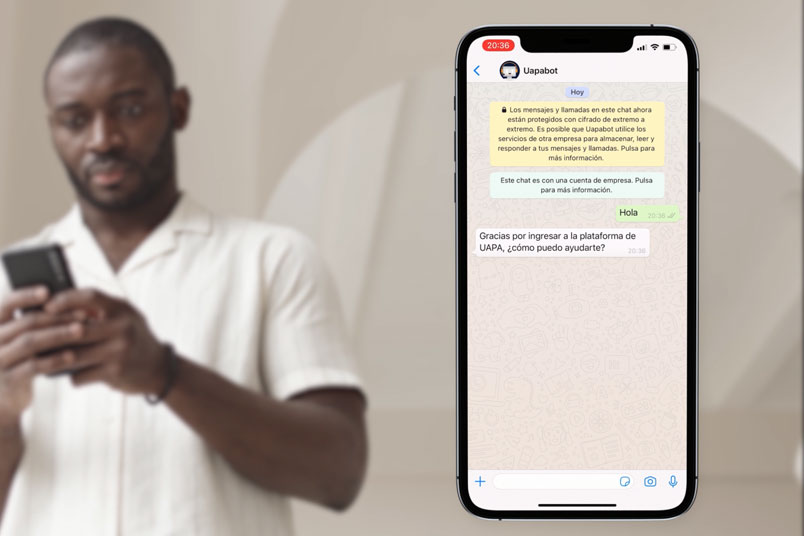 20:36
Uapabot
Hoy
Los mensajes y llamadas en este chat ahora
están protegidos con cifrado de extremo a
extremo. Es posible que Uapabot utilice los
servicios de otra empresa para almacenar, leer y
responder a tus mensajes y llamadas. Pulsa para
más información.
Este chat es con una cuenta de empresa. Pulsa
para más información.
Hola 20:36
Gracias por ingresar a la plataforma de
UAPA, ¿cómo puedo ayudarte? 20:36